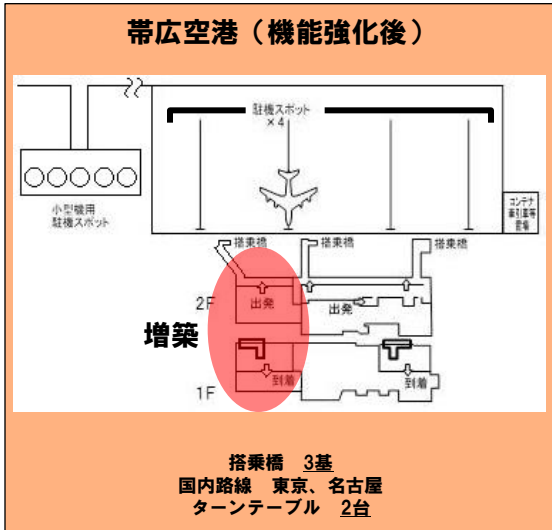 帯広空港（機能強化後）
駐機スポット
×4
小型機用
駐機スポット
コンテナ
牽引車等
置場
搭乗橋
搭乗橋
搭乗橋
2F
出発
出発
増築
到着
到着
1F
搭乗橋 3基
国内路線 東京、名古屋
ターンテーブル 2台